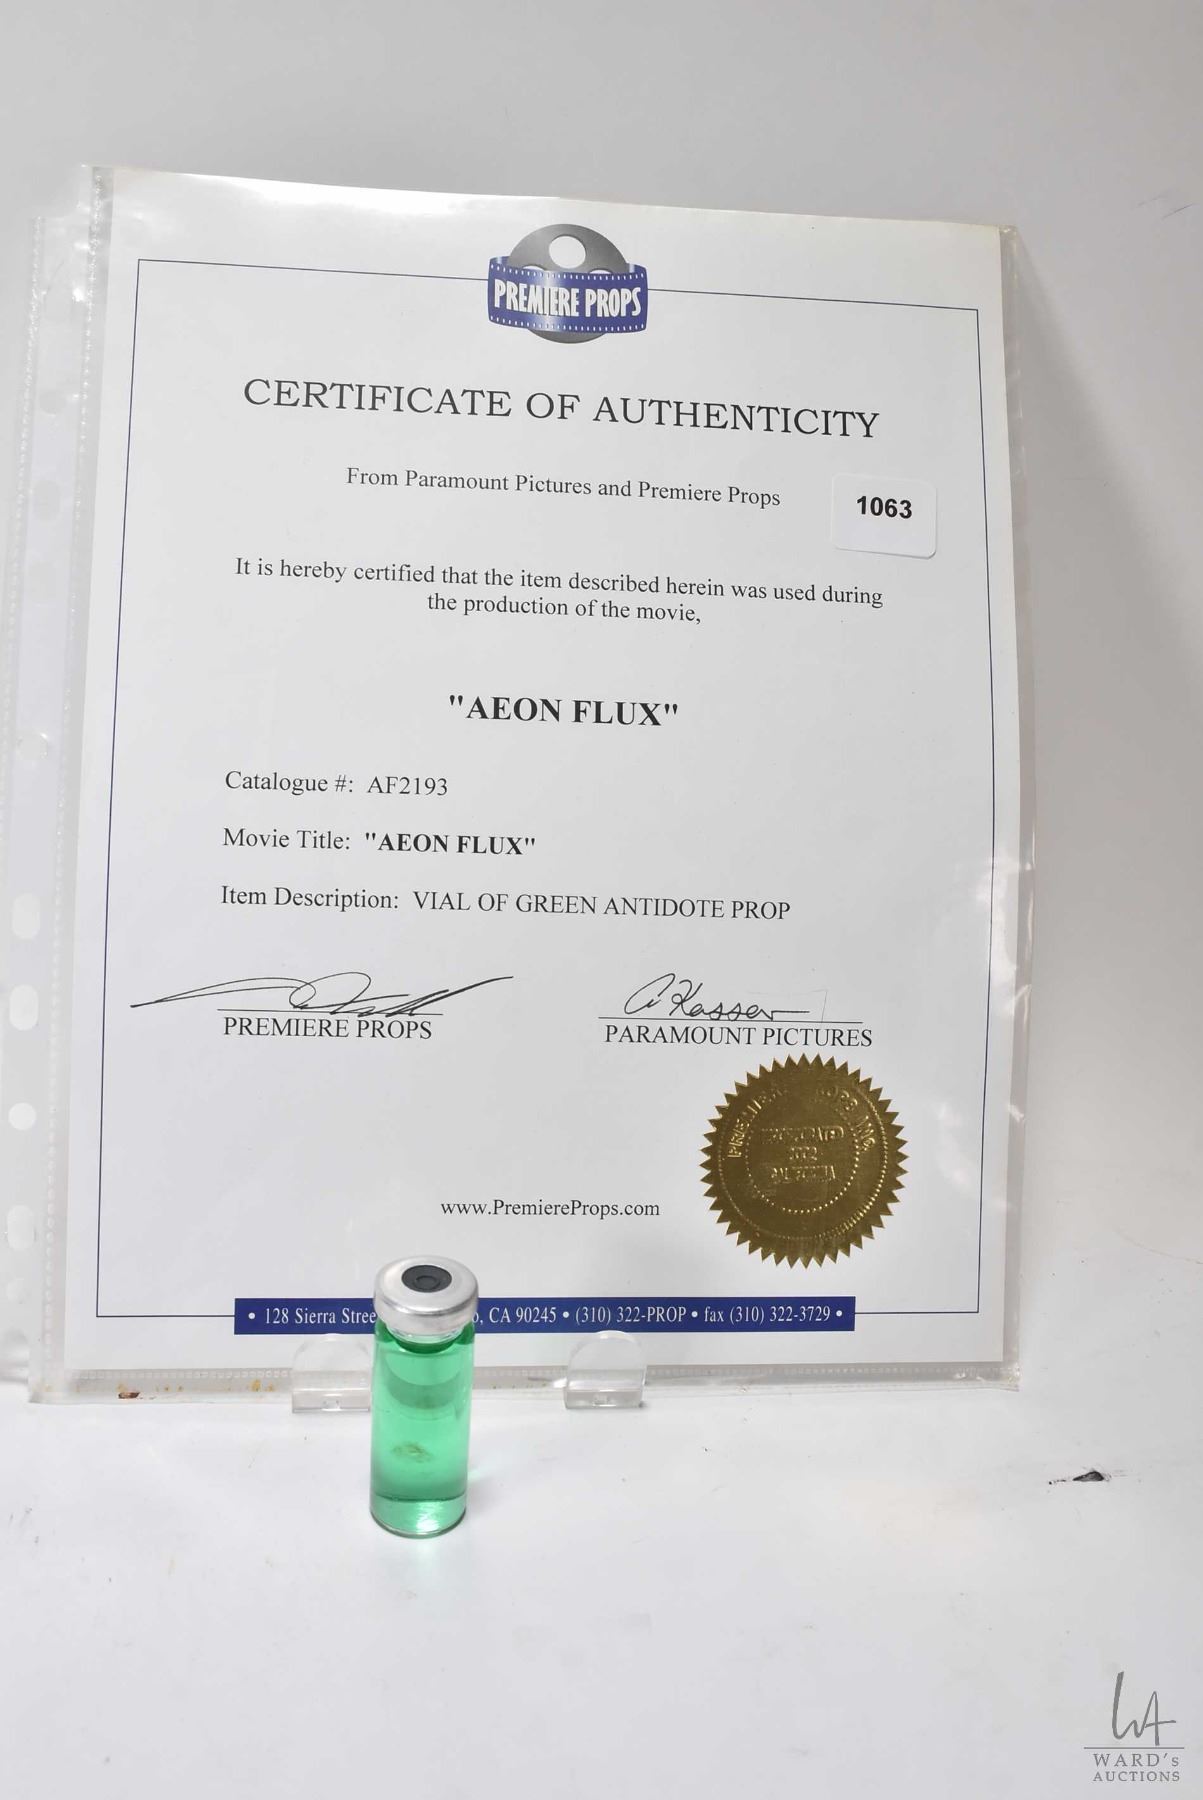 PREMIERE PROPS
CERTIFICATE OF AUTHENTICITY
From Paramount Pictures and Premiere Props
1063
It is hereby certified that the item described herein was used during
the production of the movie,
"AEON FLUX"
Catalogue #: AF2193
Movie Title: "AEON FLUX"
Item Description: VIAL OF GREEN ANTIDOTE PROP
A Kasser
PREMIERE PROPS
PARAMOUNT PICTURES
INC.
www.PremiereProps.com
• 128 Sierra Stree
, CA 90245 • (310) 322-PROP • fax (310) 322-3729 •
WARD's
AUCTIONS